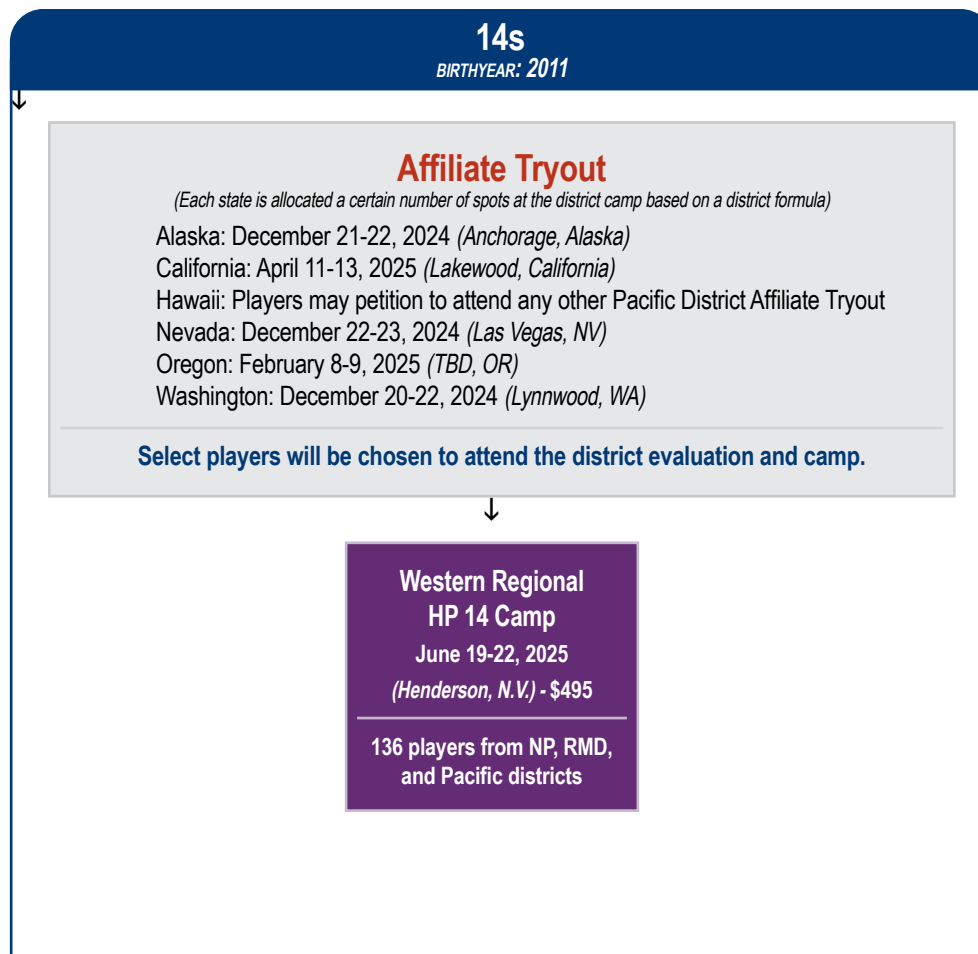 14s
BIRTHYEAR: 2011
Affiliate Tryout
(Each state is allocated a certain number of spots at the district camp based on a district formula)
Alaska: December 21-22, 2024 (Anchorage, Alaska)
California: April 11-13, 2025 (Lakewood, California)
Hawaii: Players may petition to attend any other Pacific District Affiliate Tryout
Nevada: December 22-23, 2024 (Las Vegas, NV)
Oregon: February 8-9, 2025 (TBD, OR)
Washington: December 20-22, 2024 (Lynnwood, WA)
Select players will be chosen to attend the district evaluation and camp.
Western Regional
HP 14 Camp
June 19-22, 2025
(Henderson, N.V.) - $495
136 players from NP, RMD,
and Pacific districts